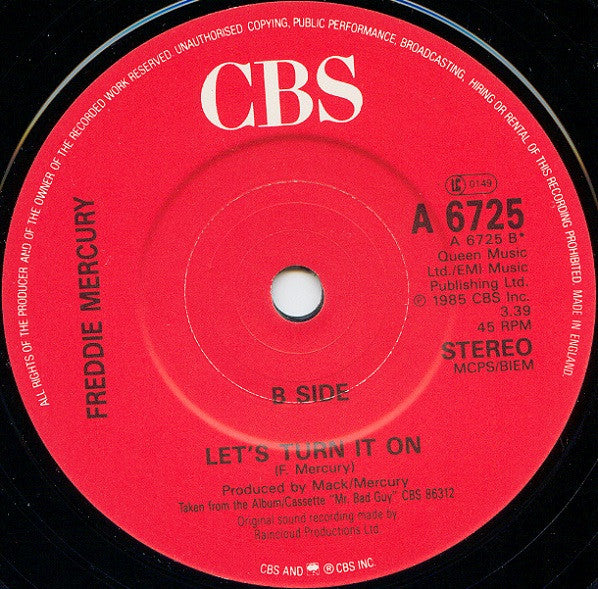 ALL RIGHTS OF THE PRODUCER AND OF THE OWNER OF THE RECORDED WORK RESERVED. UNAUTHORISED COPYING, PUBLIC PERFORMANCE, BROADCASTING, HIRING OR RENTAL OF THIS RECORDING PROHIBITED. MADE IN ENGLAND.
CBS
FREDDIE MERCURY
LC 0149
A 6725
A 6725 B*
Queen Music
Ltd./EMI Music
Publishing Ltd.
℗ 1985 CBS Inc.
3.39
45 RPM
STEREO
MCPS/BIEM
B SIDE
LET'S TURN IT ON
(F. Mercury)
Produced by Mack/Mercury
Taken from the Album/Cassette "Mr. Bad Guy" CBS 86312
Original sound recording made by
Raincloud Productions Ltd.
CBS AND ® CBS INC.